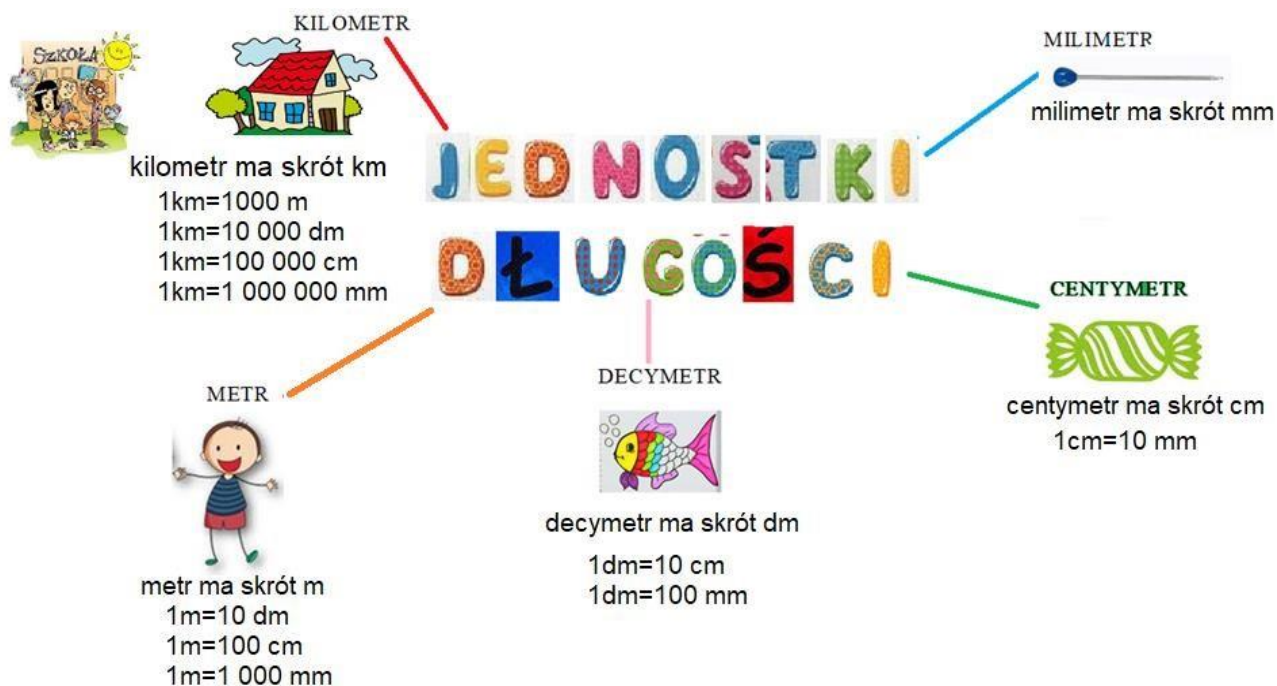 KILOMETR
SZKOŁA
kilometr ma skrót km
1km=1000 m
1km=10 000 dm
1km=100 000 cm
1km=1 000 000 mm
MILIMETR
milimetr ma skrót mm
JEDNOSTKI
DŁUGOŚCI
CENTYMETR
centymetr ma skrót cm
1cm=10 mm
METR
metr ma skrót m
1m=10 dm
1m=100 cm
1m=1 000 mm
DECYMETR
decymetr ma skrót dm
1dm=10 cm
1dm=100 mm